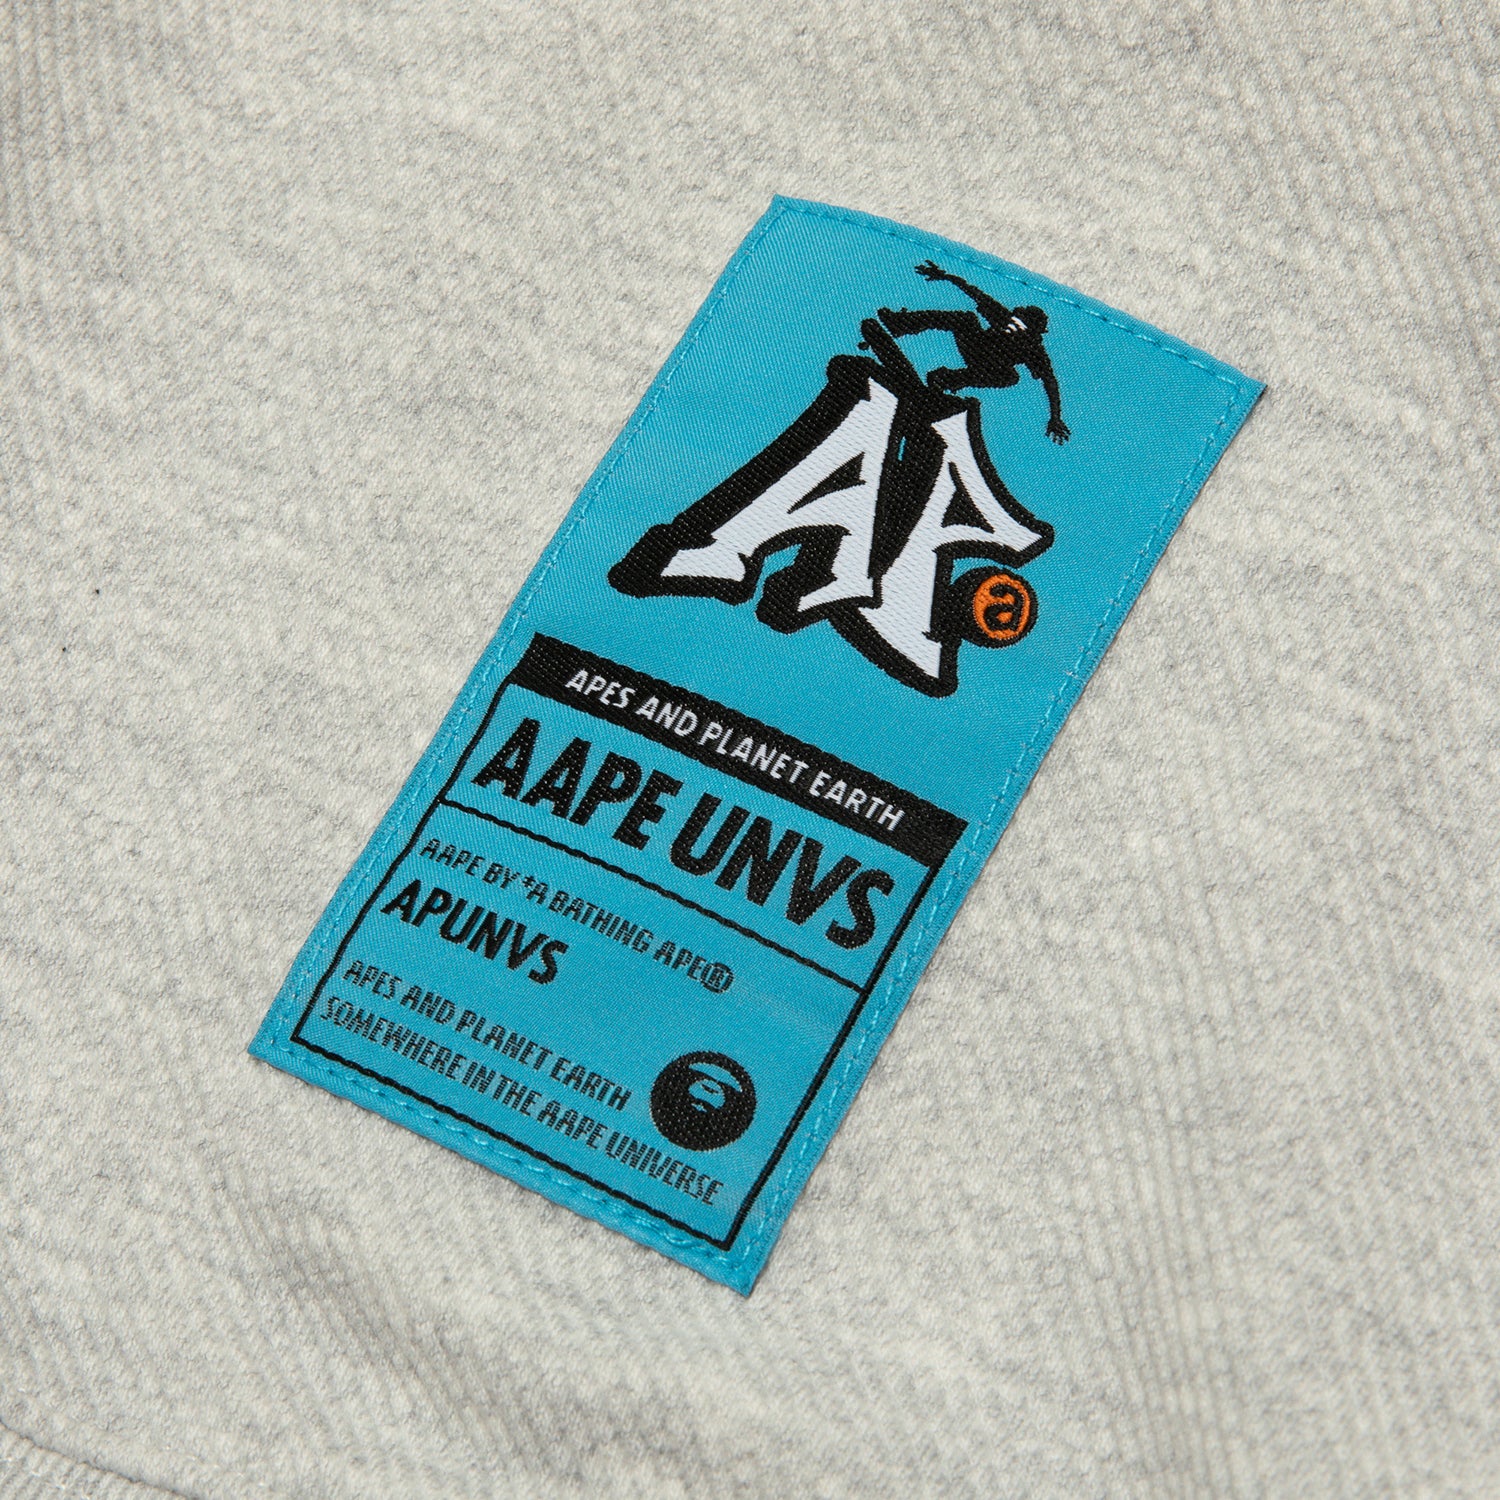 AP
a
APES AND PLANET EARTH
AAPE UNVS
AAPE BY *A BATHING APE®
APUNVS
APES AND PLANET EARTH
SOMEWHERE IN THE AAPE UNIVERSE